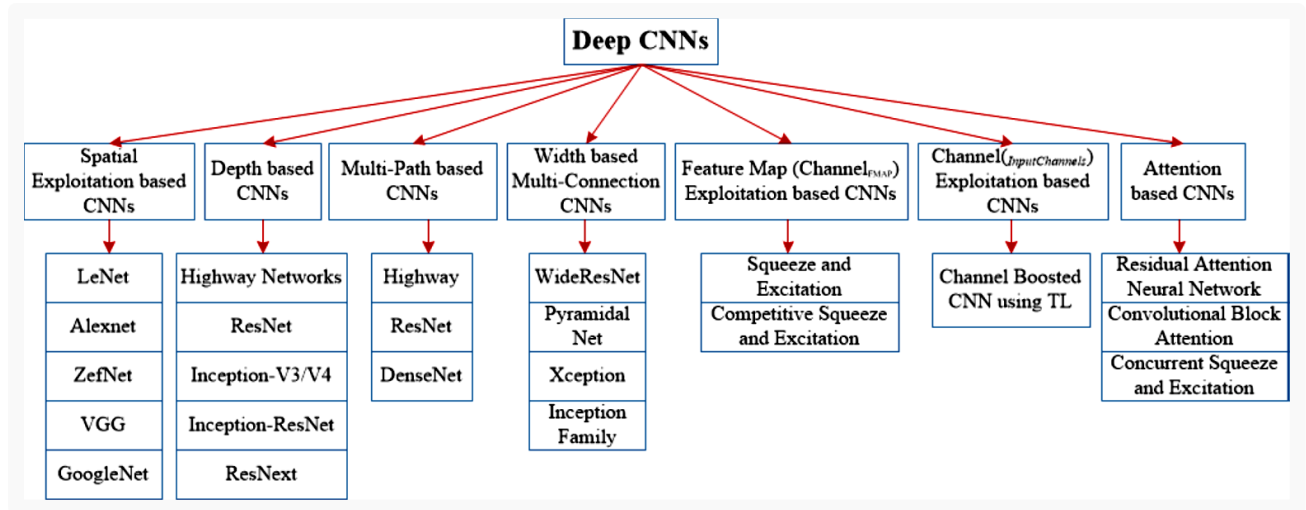 Deep CNNs
Spatial
Exploitation based
CNNs
Depth based
CNNs
Multi-Path based
CNNs
Width based
Multi-Connection
CNNs
Feature Map (ChannelFMAP)
Exploitation based CNNs
Channel(InputChannels)
Exploitation based
CNNs
Attention
based CNNs
LeNet
Alexnet
ZefNet
VGG
GoogleNet
Highway Networks
ResNet
Inception-V3/V4
Inception-ResNet
ResNext
Highway
ResNet
DenseNet
WideResNet
Pyramidal
Net
Xception
Inception
Family
Squeeze and
Excitation
Competitive Squeeze
and Excitation
Channel Boosted
CNN using TL
Residual Attention
Neural Network
Convolutional Block
Attention
Concurrent Squeeze
and Excitation